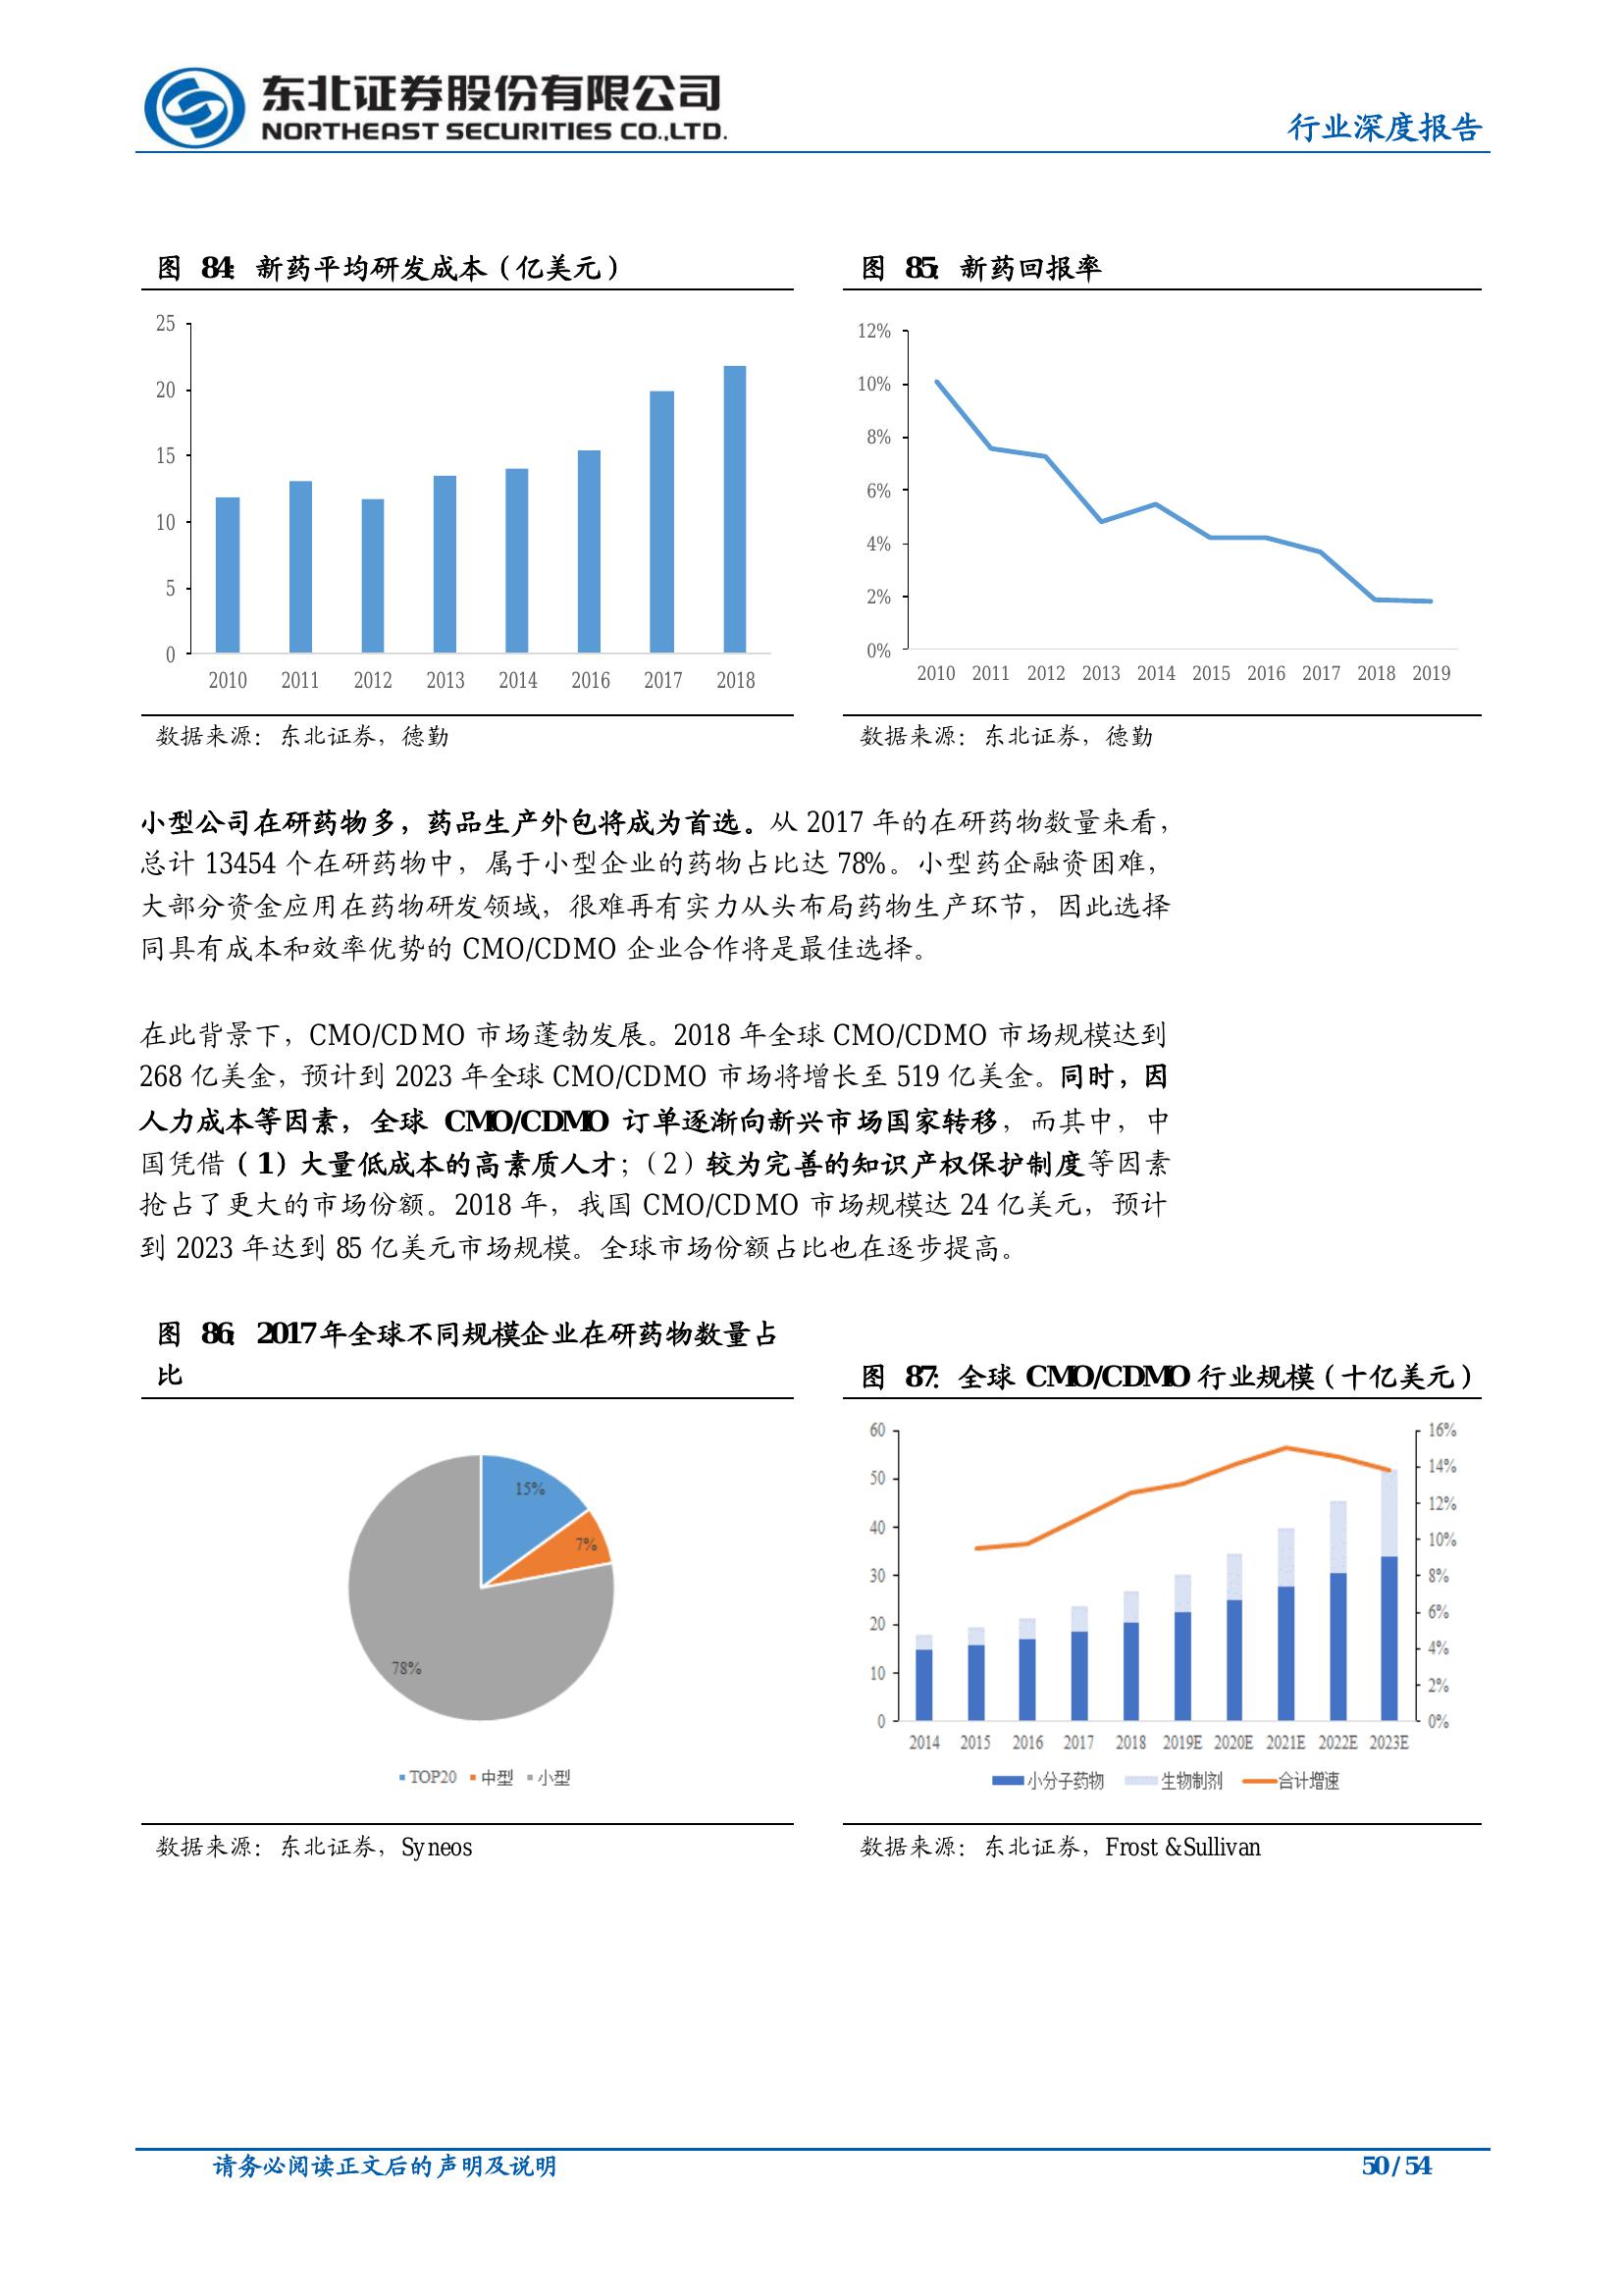 东北证券股份有限公司
NORTHEAST SECURITIES CO.,LTD.
行业深度报告
图 84: 新药平均研发成本（亿美元）
25
20
15
10
5
0
2010 2011 2012 2013 2014 2016 2017 2018
数据来源：东北证券，德勤
图 85: 新药回报率
12%
10%
8%
6%
4%
2%
0%
2010 2011 2012 2013 2014 2015 2016 2017 2018 2019
数据来源：东北证券，德勤
小型公司在研药物多，药品生产外包将成为首选。从 2017 年的在研药物数量来看，
总计 13454 个在研药物中，属于小型企业的药物占比达 78%。小型药企融资困难，
大部分资金应用在药物研发领域，很难再有实力从头布局药物生产环节，因此选择
同具有成本和效率优势的 CMO/CDMO 企业合作将是最佳选择。
在此背景下，CMO/CDMO 市场蓬勃发展。2018 年全球 CMO/CDMO 市场规模达到
268 亿美金，预计到 2023 年全球 CMO/CDMO 市场将增长至 519 亿美金。同时，因
人力成本等因素，全球 CMO/CDMO 订单逐渐向新兴市场国家转移，而其中，中
国凭借（1）大量低成本的高素质人才；（2）较为完善的知识产权保护制度等因素
抢占了更大的市场份额。2018 年，我国 CMO/CDMO 市场规模达 24 亿美元，预计
到 2023 年达到 85 亿美元市场规模。全球市场份额占比也在逐步提高。
图 86: 2017年全球不同规模企业在研药物数量占
比
15%
7%
78%
TOP20 中型 小型
数据来源：东北证券，Syneos
图 87: 全球 CMO/CDMO 行业规模（十亿美元）
60
50
40
30
20
10
0
16%
14%
12%
10%
8%
6%
4%
2%
0%
2014 2015 2016 2017 2018 2019E 2020E 2021E 2022E 2023E
小分子药物 生物制剂 合计增速
数据来源：东北证券，Frost &Sullivan
请务必阅读正文后的声明及说明
50 / 54